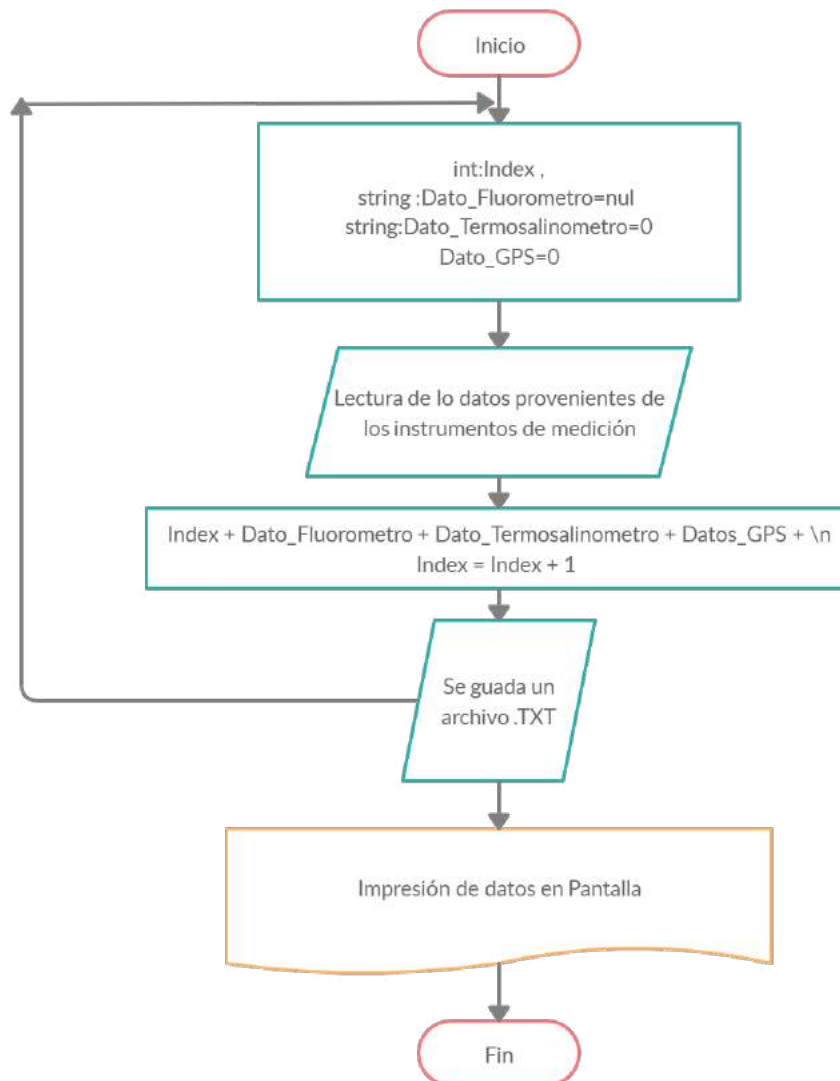 Inicio
int:Index ,
string :Dato_Fluorometro=nul
string:Dato_Termosalinometro=0
Dato_GPS=0
Lectura de lo datos provenientes de
los instrumentos de medición
Index + Dato_Fluorometro + Dato_Termosalinometro + Datos_GPS + \n
Index = Index + 1
Se guada un
archivo .TXT
Impresión de datos en Pantalla
Fin